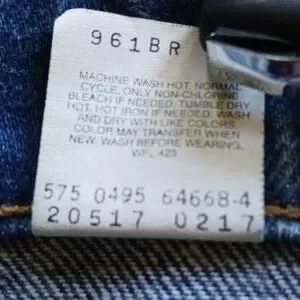 961BR
MACHINE WASH HOT, NORMAL
CYCLE, ONLY NON-CHLORINE
BLEACH IF NEEDED. TUMBLE DRY
HOT. HOT IRON IF NEEDED. WASH
AND DRY WITH LIKE COLORS.
COLOR MAY TRANSFER WHEN
NEW. WASH BEFORE WEARING.
WPL 423
575 0495 64668-4
20517 0217